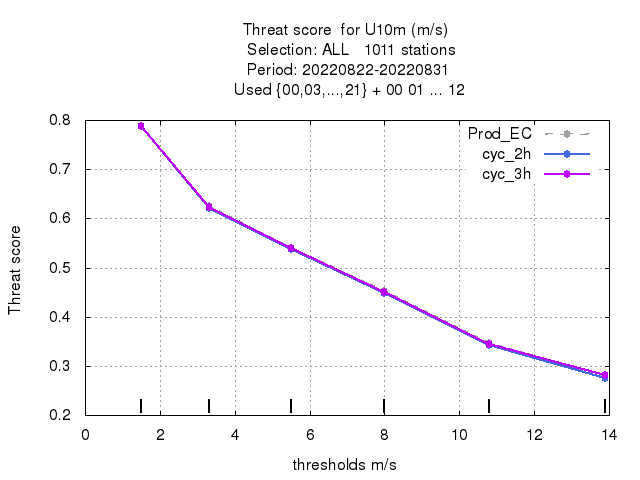 Threat score  for U10m (m/s)
Selection: ALL   1011 stations
Period: 20220822-20220831
Used {00,03,...,21} + 00 01 ... 12
Prod_EC
cyc_2h
cyc_3h
Threat score
0.8
0.7
0.6
0.5
0.4
0.3
0.2
0 2 4 6 8 10 12 14
thresholds m/s